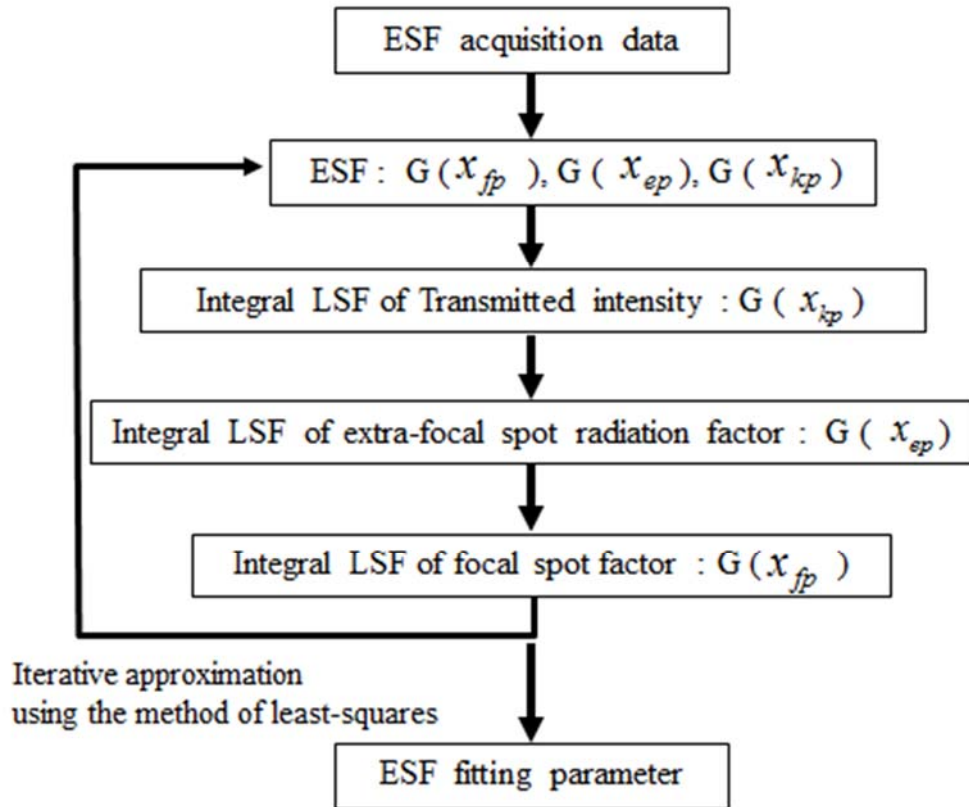 ESF acquisition data
ESF : G ( x_fp ), G ( x_ep ), G ( x_kp )
Integral LSF of Transmitted intensity : G ( x_kp )
Integral LSF of extra-focal spot radiation factor : G ( x_ep )
Integral LSF of focal spot factor : G ( x_fp )
Iterative approximation
using the method of least-squares
ESF fitting parameter